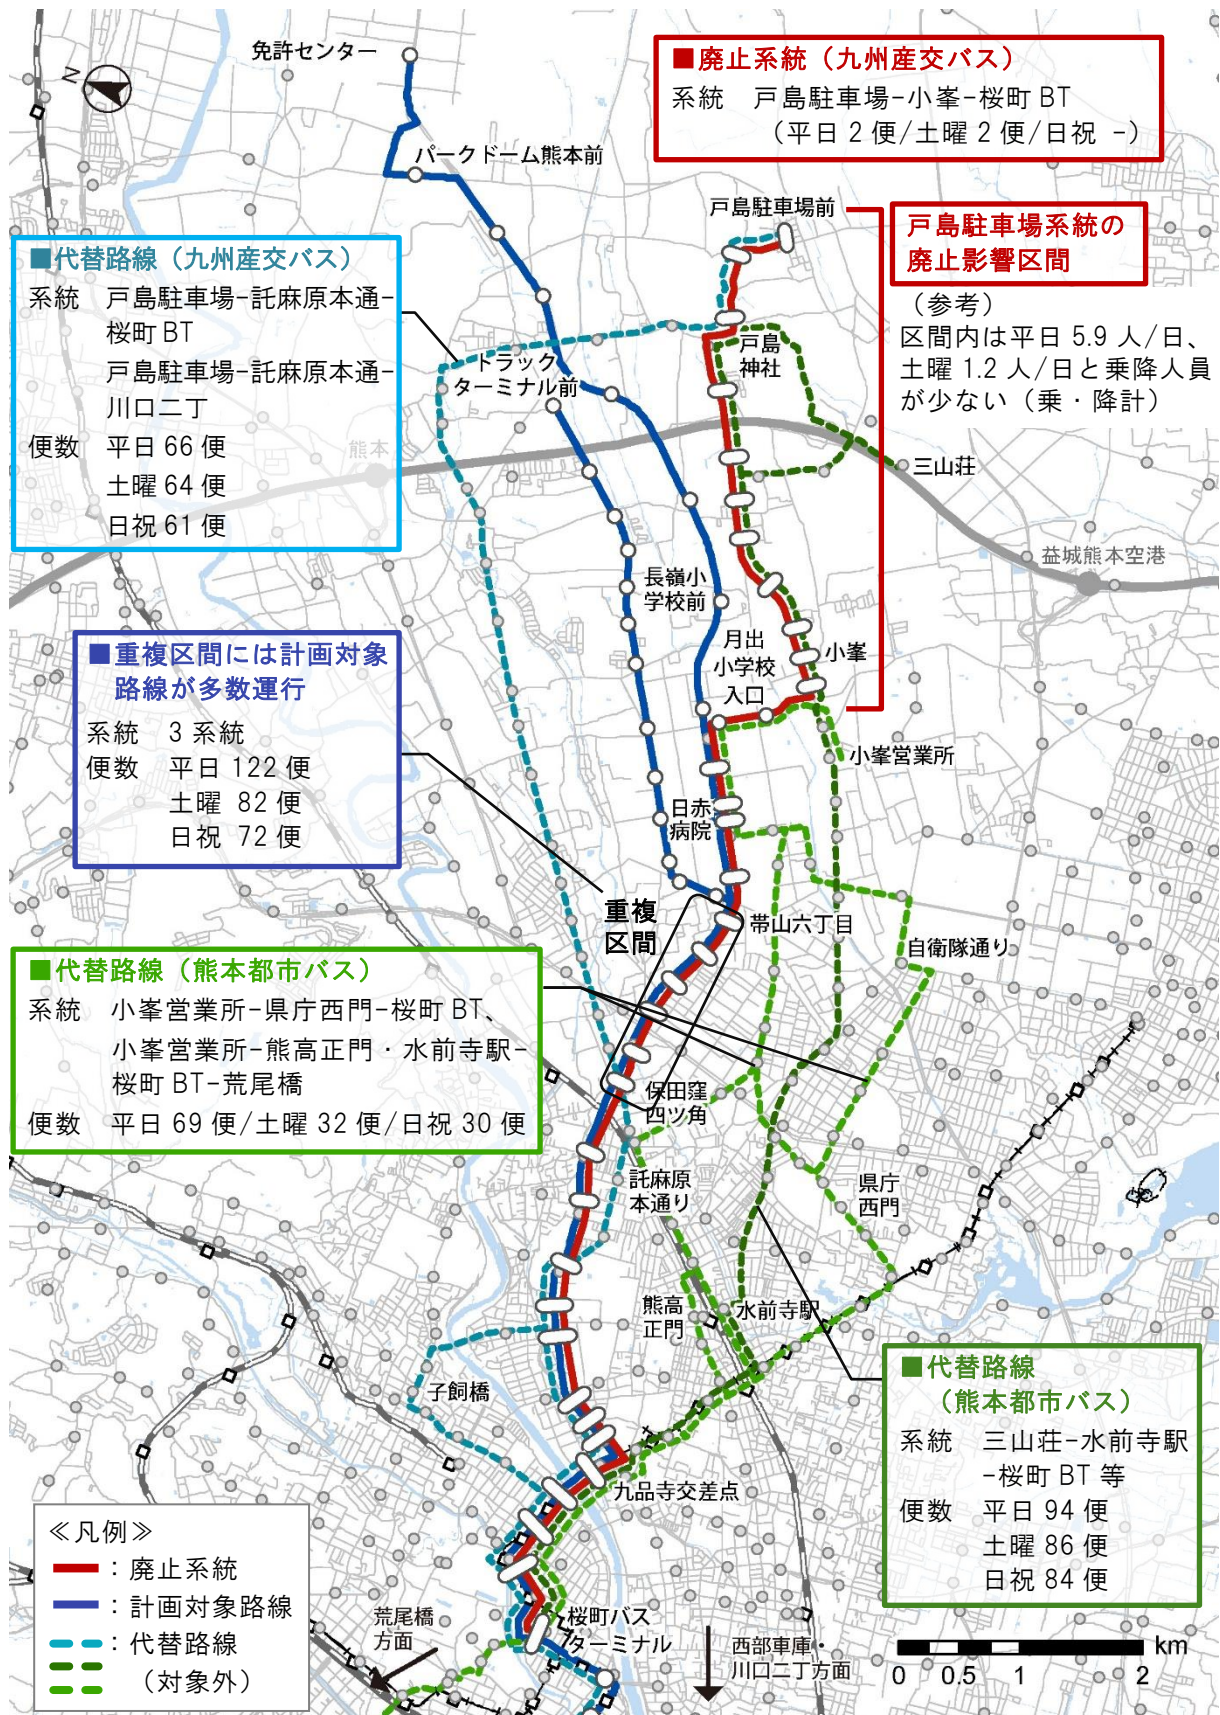 免許センター
N
■廃止系統（九州産交バス）
系統　戸島駐車場-小峯-桜町 BT
（平日 2 便/土曜 2 便/日祝 -）
パークドーム熊本前
戸島駐車場前
戸島駐車場系統の
廃止影響区間
（参考）
区間内は平日 5.9 人/日、
土曜 1.2 人/日と乗降人員
が少ない（乗・降計）
■代替路線（九州産交バス）
系統　戸島駐車場-託麻原本通-
桜町 BT
戸島駐車場-託麻原本通-
川口二丁
便数　平日 66 便
土曜 64 便
日祝 61 便
トラック
ターミナル前
戸島
神社
熊本
三山荘
益城熊本空港
長嶺小
学校前
月出
小学校
入口
小峯
■重複区間には計画対象
路線が多数運行
系統　3 系統
便数　平日 122 便
土曜 82 便
日祝 72 便
小峯営業所
日赤
病院
重複
区間
帯山六丁目
自衛隊通り
■代替路線（熊本都市バス）
系統　小峯営業所-県庁西門-桜町 BT、
小峯営業所-熊高正門・水前寺駅-
桜町 BT-荒尾橋
便数　平日 69 便/土曜 32 便/日祝 30 便
保田窪
四ツ角
託麻原
本通り
県庁
西門
熊高
正門
水前寺駅
子飼橋
■代替路線
（熊本都市バス）
系統　三山荘-水前寺駅
-桜町 BT 等
便数　平日 94 便
土曜 86 便
日祝 84 便
九品寺交差点
≪凡例≫
：廃止系統
：計画対象路線
：代替路線
（対象外）
荒尾橋
方面
桜町バス
ターミナル
西部車庫・
川口二丁方面
km
0 0.5 1 2